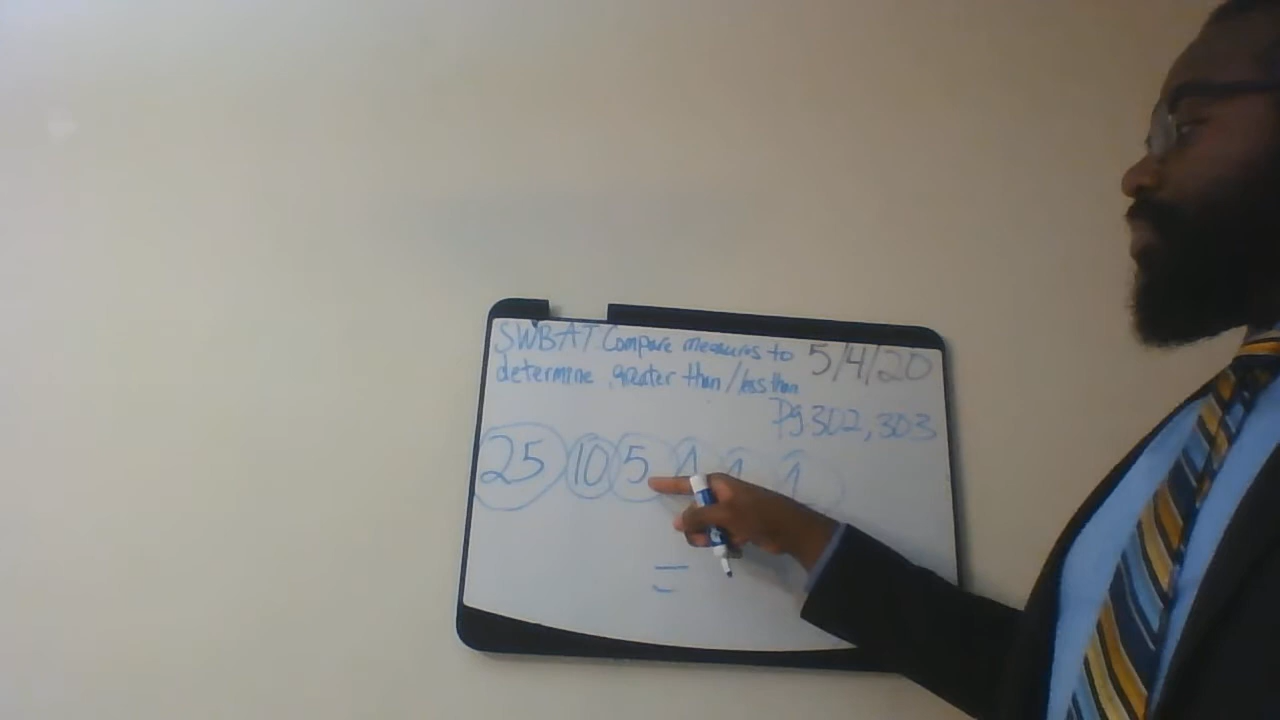 SWBAT Compare measures to
determine greater than/less than
5/4/20
Pg 302, 303
25 10 5 1 1 1
=